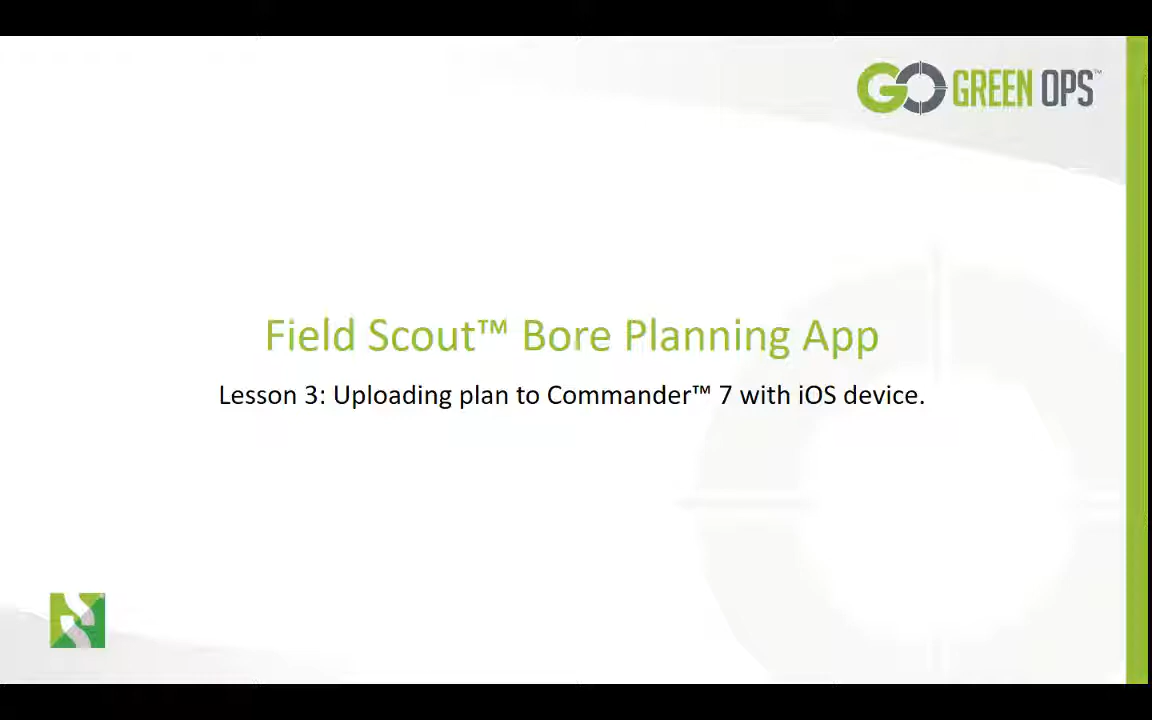 GO GREEN OPS™
Field Scout™ Bore Planning App
Lesson 3: Uploading plan to Commander™ 7 with iOS device.